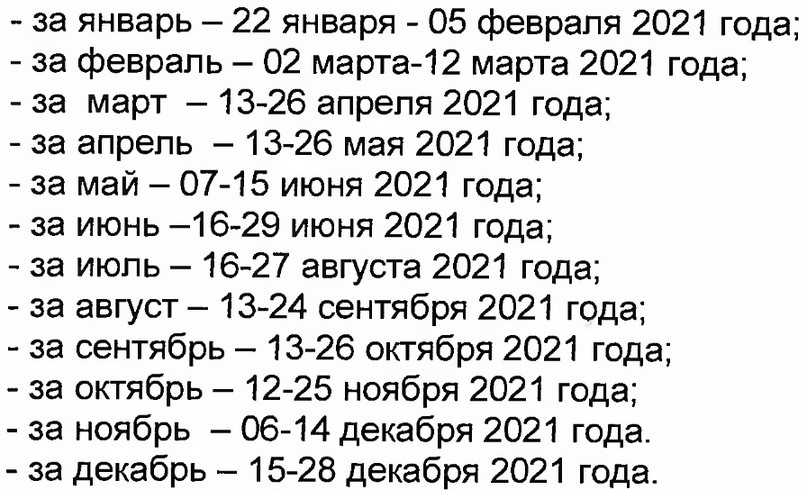 - за январь – 22 января - 05 февраля 2021 года;
- за февраль – 02 марта-12 марта 2021 года;
- за  март  – 13-26 апреля 2021 года;
- за апрель  – 13-26 мая 2021 года;
- за май – 07-15 июня 2021 года;
- за июнь –16-29 июня 2021 года;
- за июль – 16-27 августа 2021 года;
- за август – 13-24 сентября 2021 года;
- за сентябрь – 13-26 октября 2021 года;
- за октябрь – 12-25 ноября 2021 года;
- за ноябрь  – 06-14 декабря 2021 года.
- за декабрь – 15-28 декабря 2021 года.